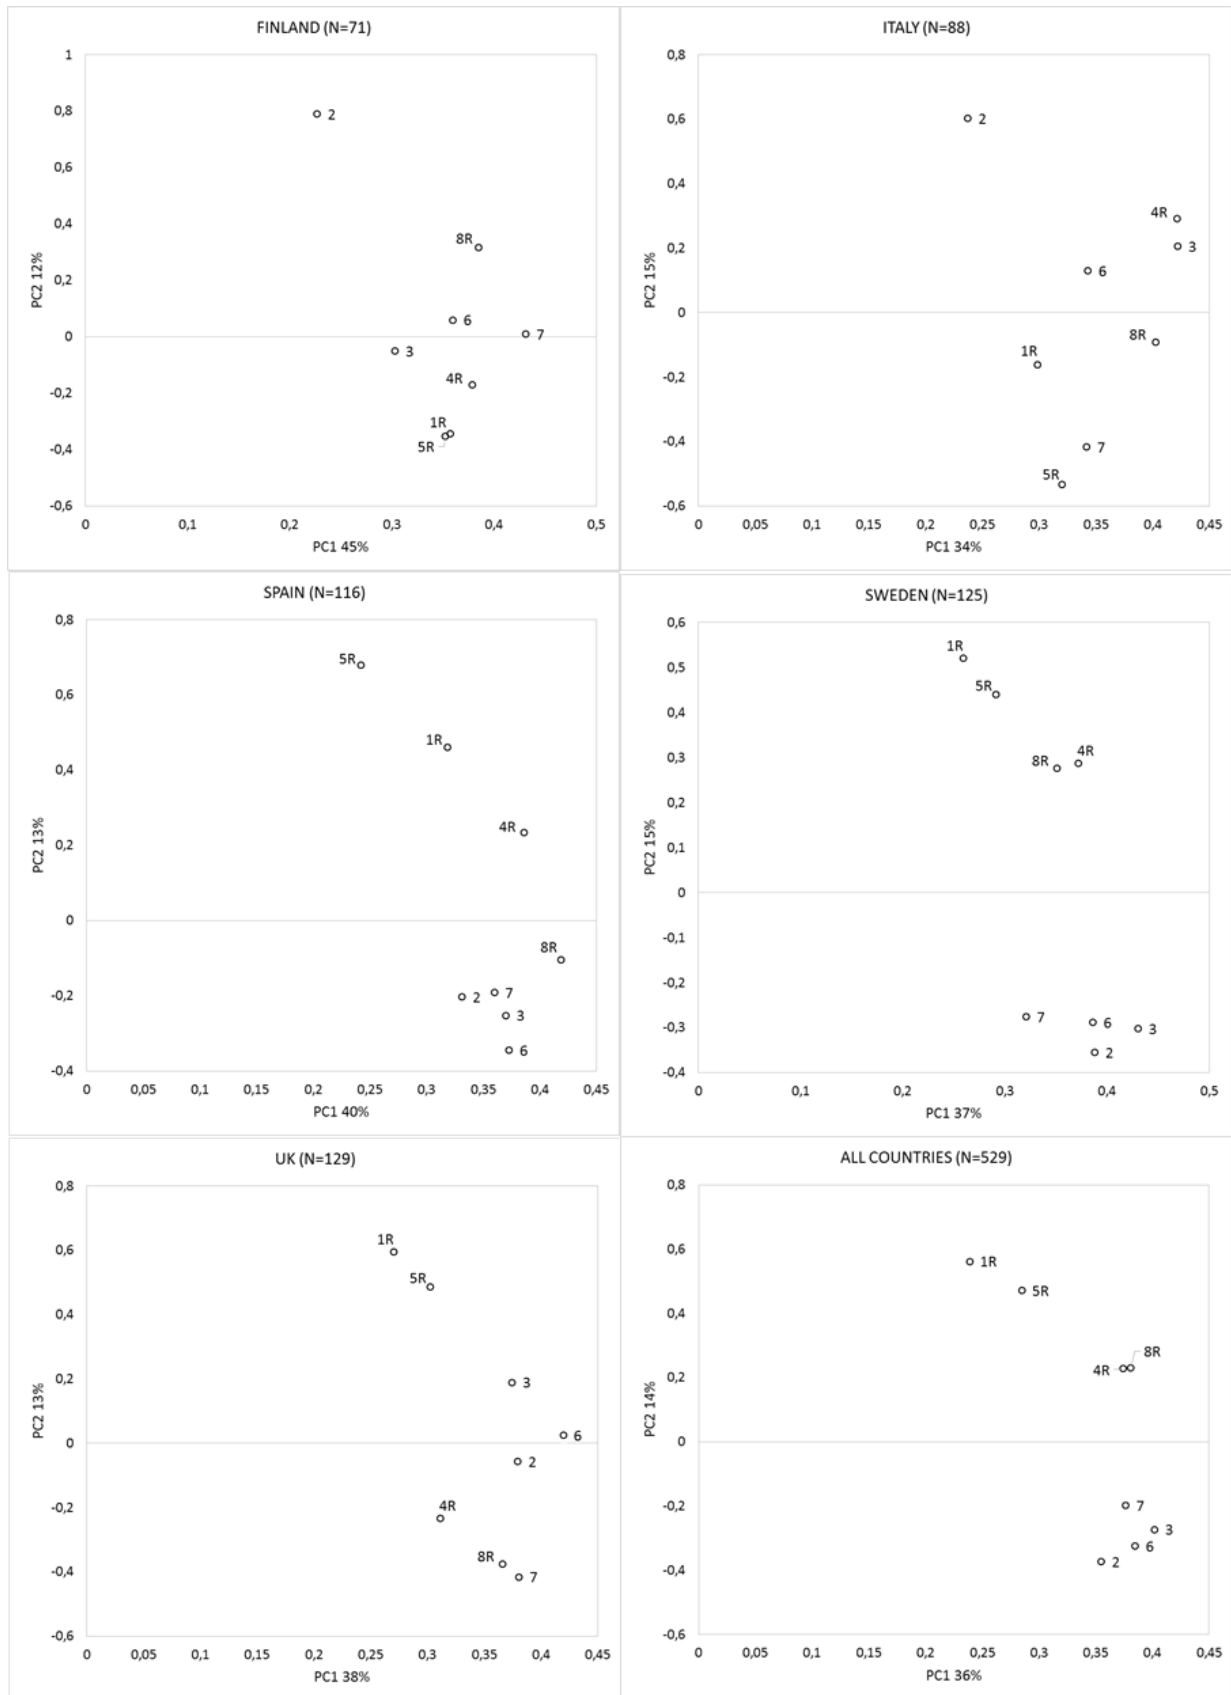 FINLAND (N=71)
1
0,8
0,6
0,4
0,2
0
-0,2
-0,4
-0,6
PC2 12%
2
8R
6
7
3
4R
1R
5R
0 0,1 0,2 0,3 0,4 0,5
PC1 45%
ITALY (N=88)
0,8
0,6
0,4
0,2
0
-0,2
-0,4
-0,6
PC2 15%
2
4R
3
6
8R
1R
7
5R
0 0,05 0,1 0,15 0,2 0,25 0,3 0,35 0,4 0,45
PC1 34%
SPAIN (N=116)
0,8
0,6
0,4
0,2
0
-0,2
-0,4
PC2 13%
5R
1R
4R
8R
2
7
3
6
0 0,05 0,1 0,15 0,2 0,25 0,3 0,35 0,4 0,45
PC1 40%
SWEDEN (N=125)
0,6
0,5
0,4
0,3
0,2
0,1
0
-0,1
-0,2
-0,3
-0,4
PC2 15%
1R
5R
8R
4R
7
6
3
2
0 0,1 0,2 0,3 0,4 0,5
PC1 37%
UK (N=129)
0,8
0,6
0,4
0,2
0
-0,2
-0,4
-0,6
PC2 13%
1R
5R
3
6
2
4R
8R
7
0 0,05 0,1 0,15 0,2 0,25 0,3 0,35 0,4 0,45
PC1 38%
ALL COUNTRIES (N=529)
0,8
0,6
0,4
0,2
0
-0,2
-0,4
-0,6
PC2 14%
1R
5R
8R
4R
7
3
6
2
0 0,05 0,1 0,15 0,2 0,25 0,3 0,35 0,4 0,45
PC1 36%